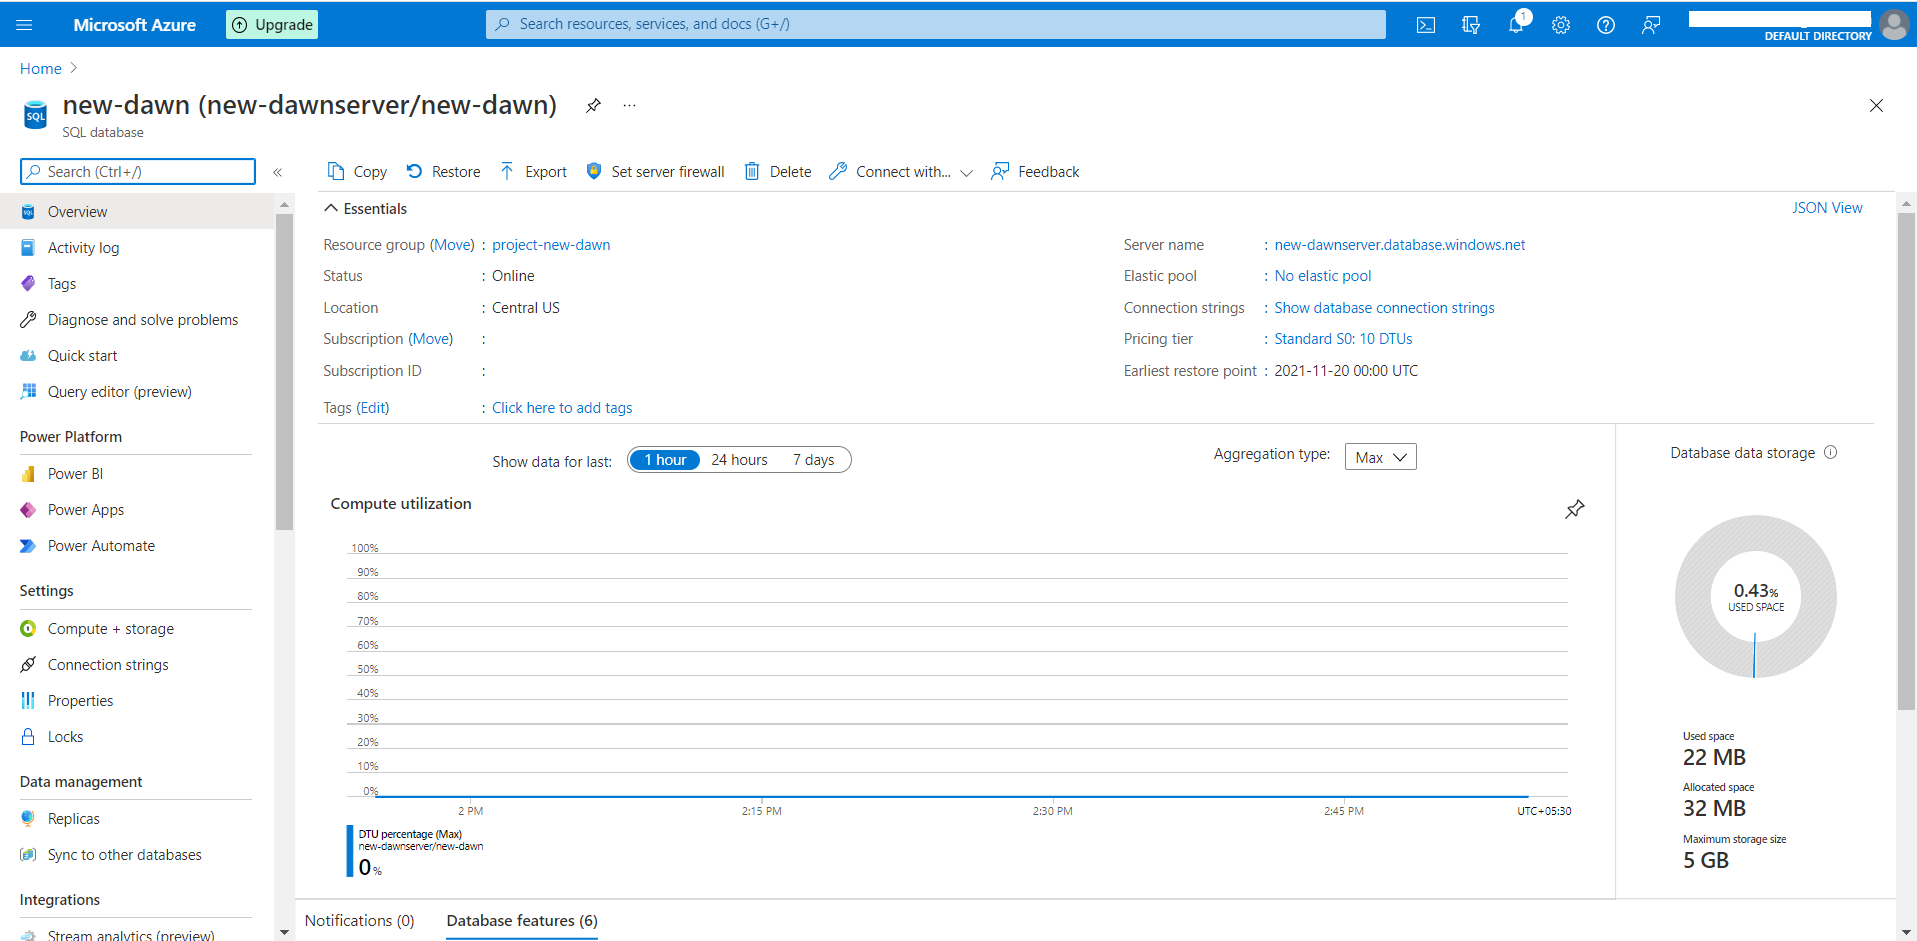 Microsoft Azure
Upgrade
Search resources, services, and docs (G+/)
1
DEFAULT DIRECTORY
Home
new-dawn (new-dawnserver/new-dawn)
SQL
SQL database
Search (Ctrl+/)
Copy
Restore
Export
Set server firewall
Delete
Connect with...
Feedback
Overview
Activity log
Tags
Diagnose and solve problems
Quick start
Query editor (preview)
Power Platform
Power BI
Power Apps
Power Automate
Settings
Compute + storage
Connection strings
Properties
Locks
Data management
Replicas
Sync to other databases
Integrations
Stream analytics (preview)
Essentials
JSON View
Resource group (Move) : project-new-dawn
Status : Online
Location : Central US
Subscription (Move) :
Subscription ID :
Tags (Edit) : Click here to add tags
Server name : new-dawnserver.database.windows.net
Elastic pool : No elastic pool
Connection strings : Show database connection strings
Pricing tier : Standard S0: 10 DTUs
Earliest restore point : 2021-11-20 00:00 UTC
Show data for last: 1 hour 24 hours 7 days
Aggregation type: Max
Compute utilization
100%
90%
80%
70%
60%
50%
40%
30%
20%
10%
0%
2 PM 2:15 PM 2:30 PM 2:45 PM UTC+05:30
DTU percentage (Max)
new-dawnserver/new-dawn
0 %
Database data storage
0.43%
USED SPACE
Used space
22 MB
Allocated space
32 MB
Maximum storage size
5 GB
Notifications (0)
Database features (6)